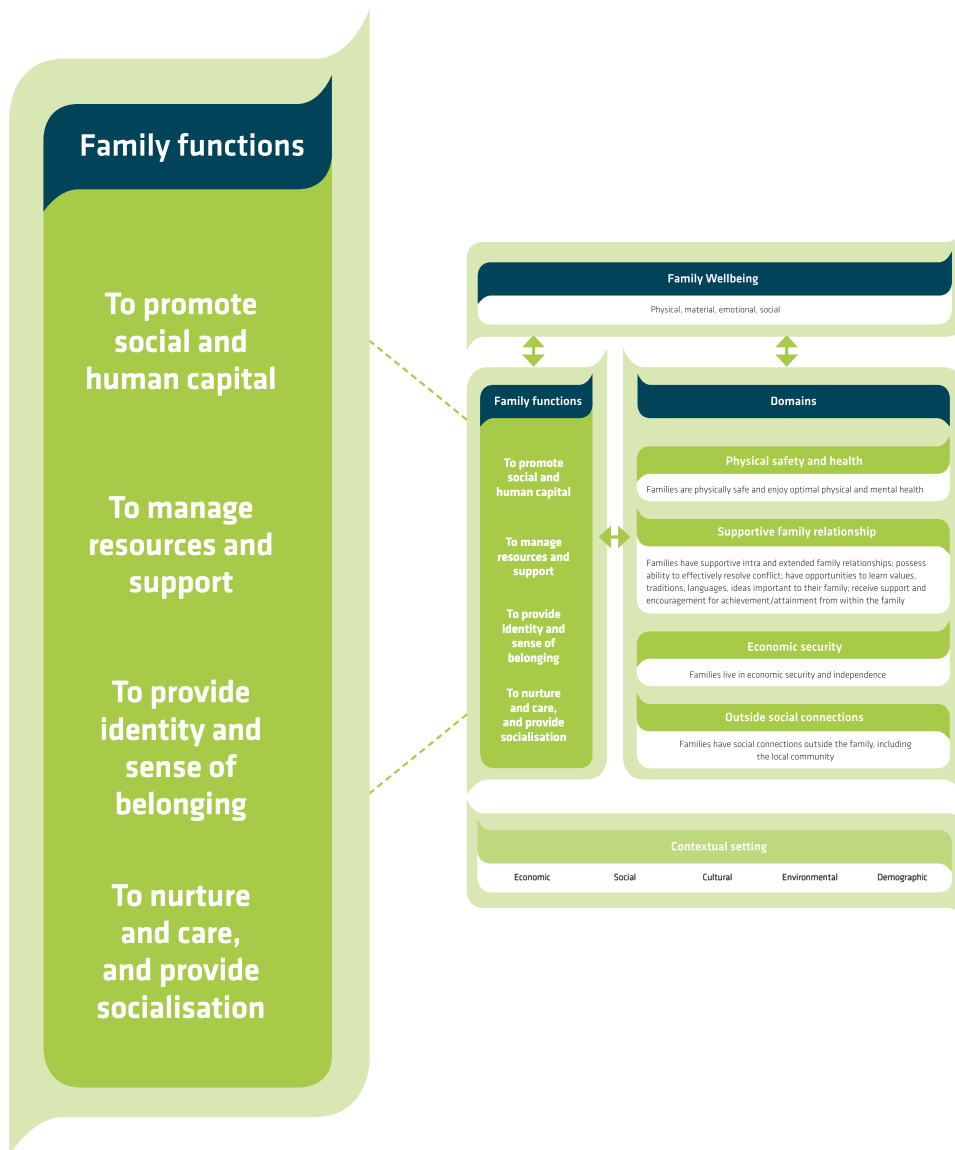 Family functions
To promote
social and
human capital
To manage
resources and
support
To provide
identity and
sense of
belonging
To nurture
and care,
and provide
socialisation
Family Wellbeing
Physical, material, emotional, social
Family functions
To promote
social and
human capital
To manage
resources and
support
To provide
identity and
sense of
belonging
To nurture
and care,
and provide
socialisation
Domains
Physical safety and health
Families are physically safe and enjoy optimal physical and mental health
Supportive family relationship
Families have supportive intra and extended family relationships; possess
ability to effectively resolve conflict; have opportunities to learn values,
traditions, languages, ideas important to their family; receive support and
encouragement for achievement/attainment from within the family
Economic security
Families live in economic security and independence
Outside social connections
Families have social connections outside the family, including
the local community
Contextual setting
Economic Social Cultural Environmental Demographic